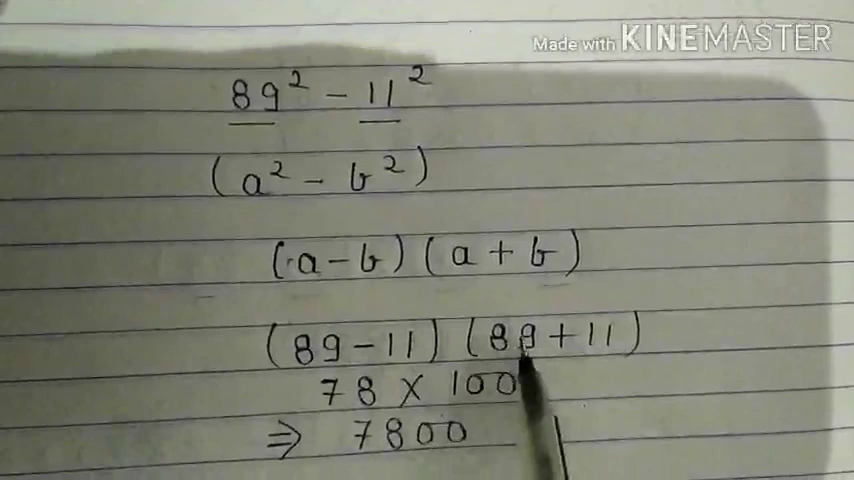 Made with KINEMASTER
89² - 11²
(a² - b²)
(a - b) (a + b)
(89 - 11) (89 + 11)
78 × 100
⇒ 7800